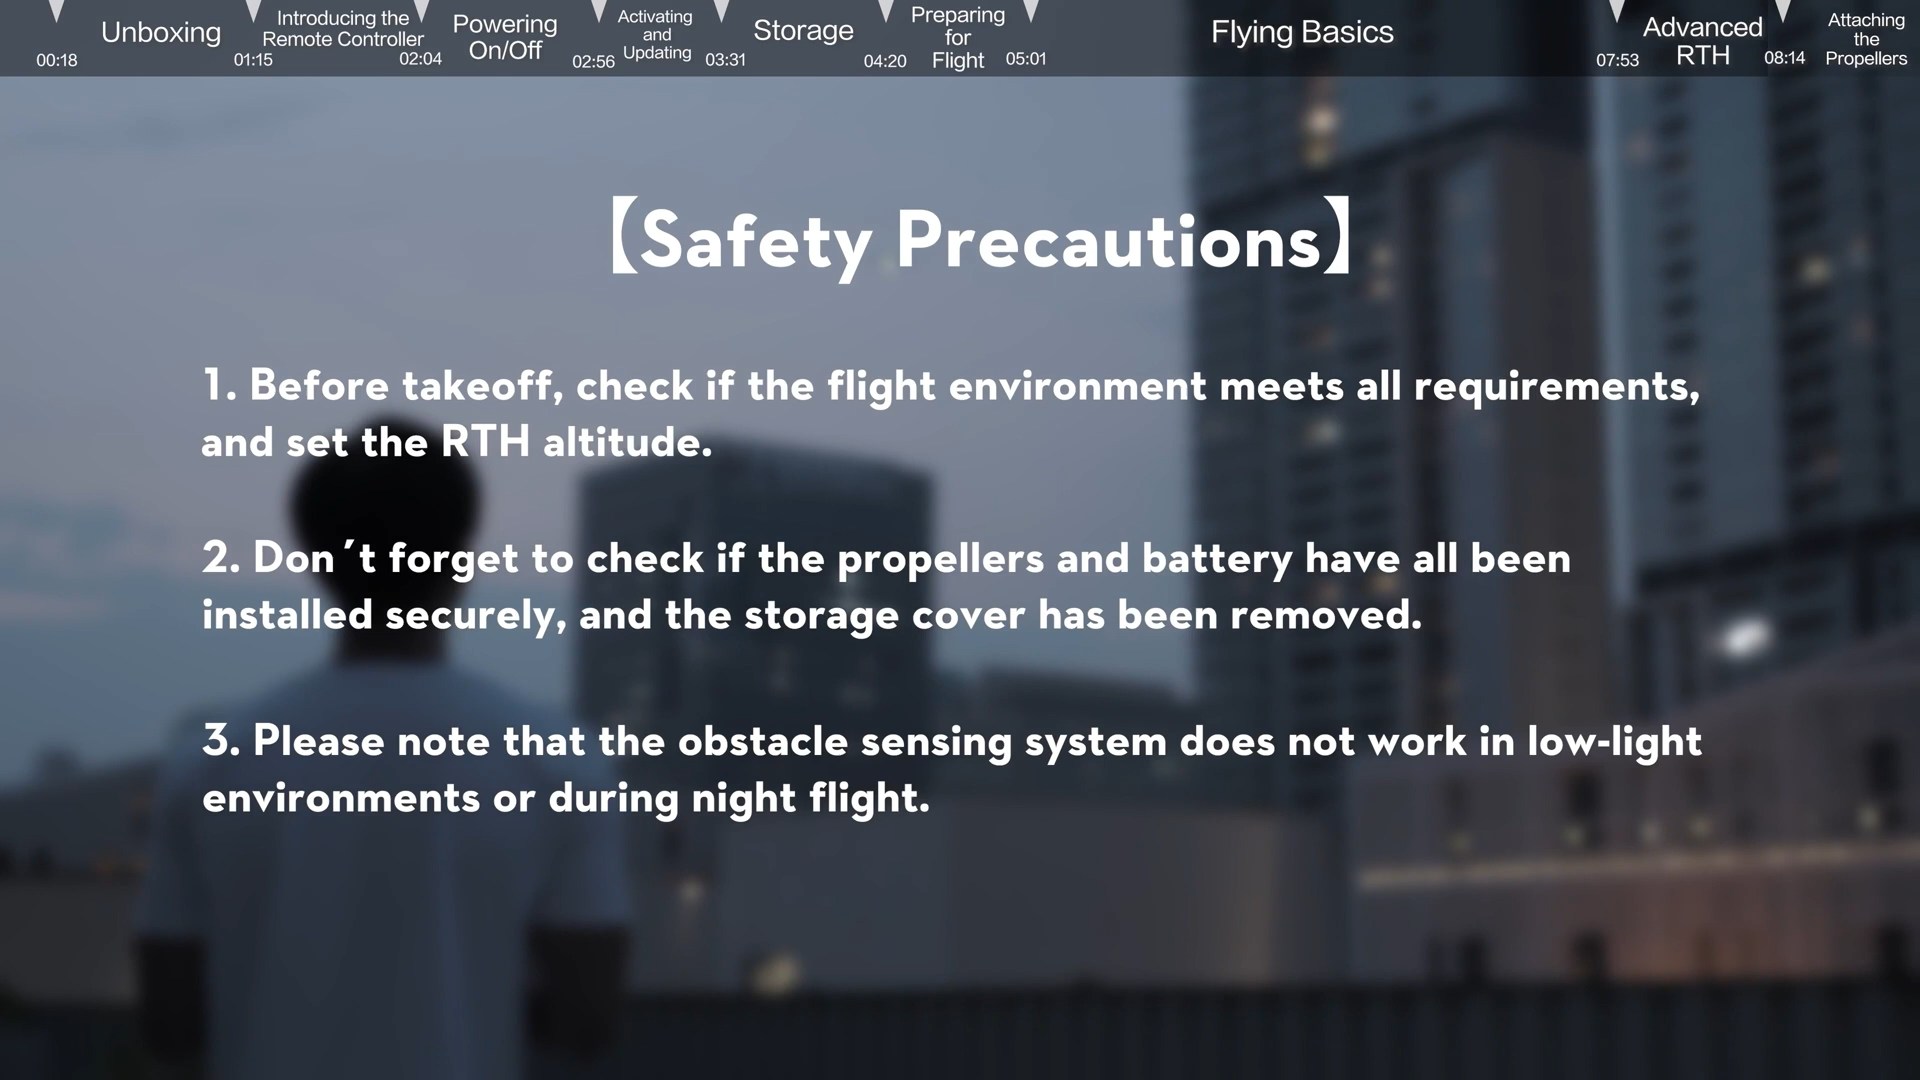 Unboxing
Introducing the
Remote Controller
Powering
On/Off
Activating
and
Updating
Storage
Preparing
for
Flight
Flying Basics
Advanced
RTH
Attaching
the
Propellers
00:18
01:15
02:04
02:56
03:31
04:20
05:01
07:53
08:14
【Safety Precautions】
1. Before takeoff, check if the flight environment meets all requirements,
and set the RTH altitude.
2. Don´t forget to check if the propellers and battery have all been
installed securely, and the storage cover has been removed.
3. Please note that the obstacle sensing system does not work in low-light
environments or during night flight.